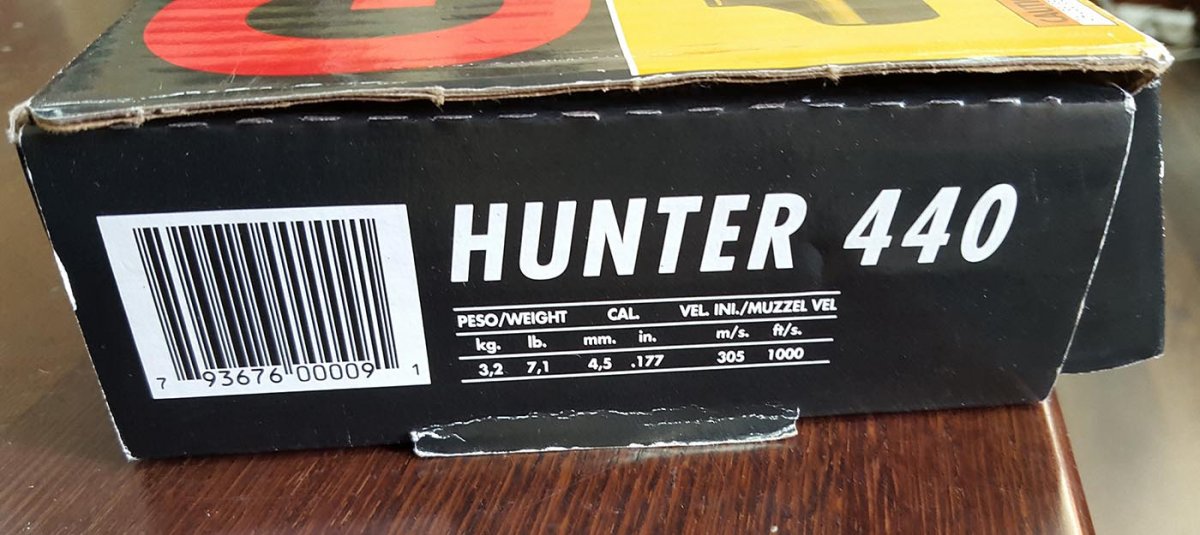 HUNTER 440
PESO/WEIGHT CAL. VEL. INI./MUZZEL VEL
kg. lb. mm. in. m/s. ft/s.
3,2 7,1 4,5 .177 305 1000
7 93676 00009 1